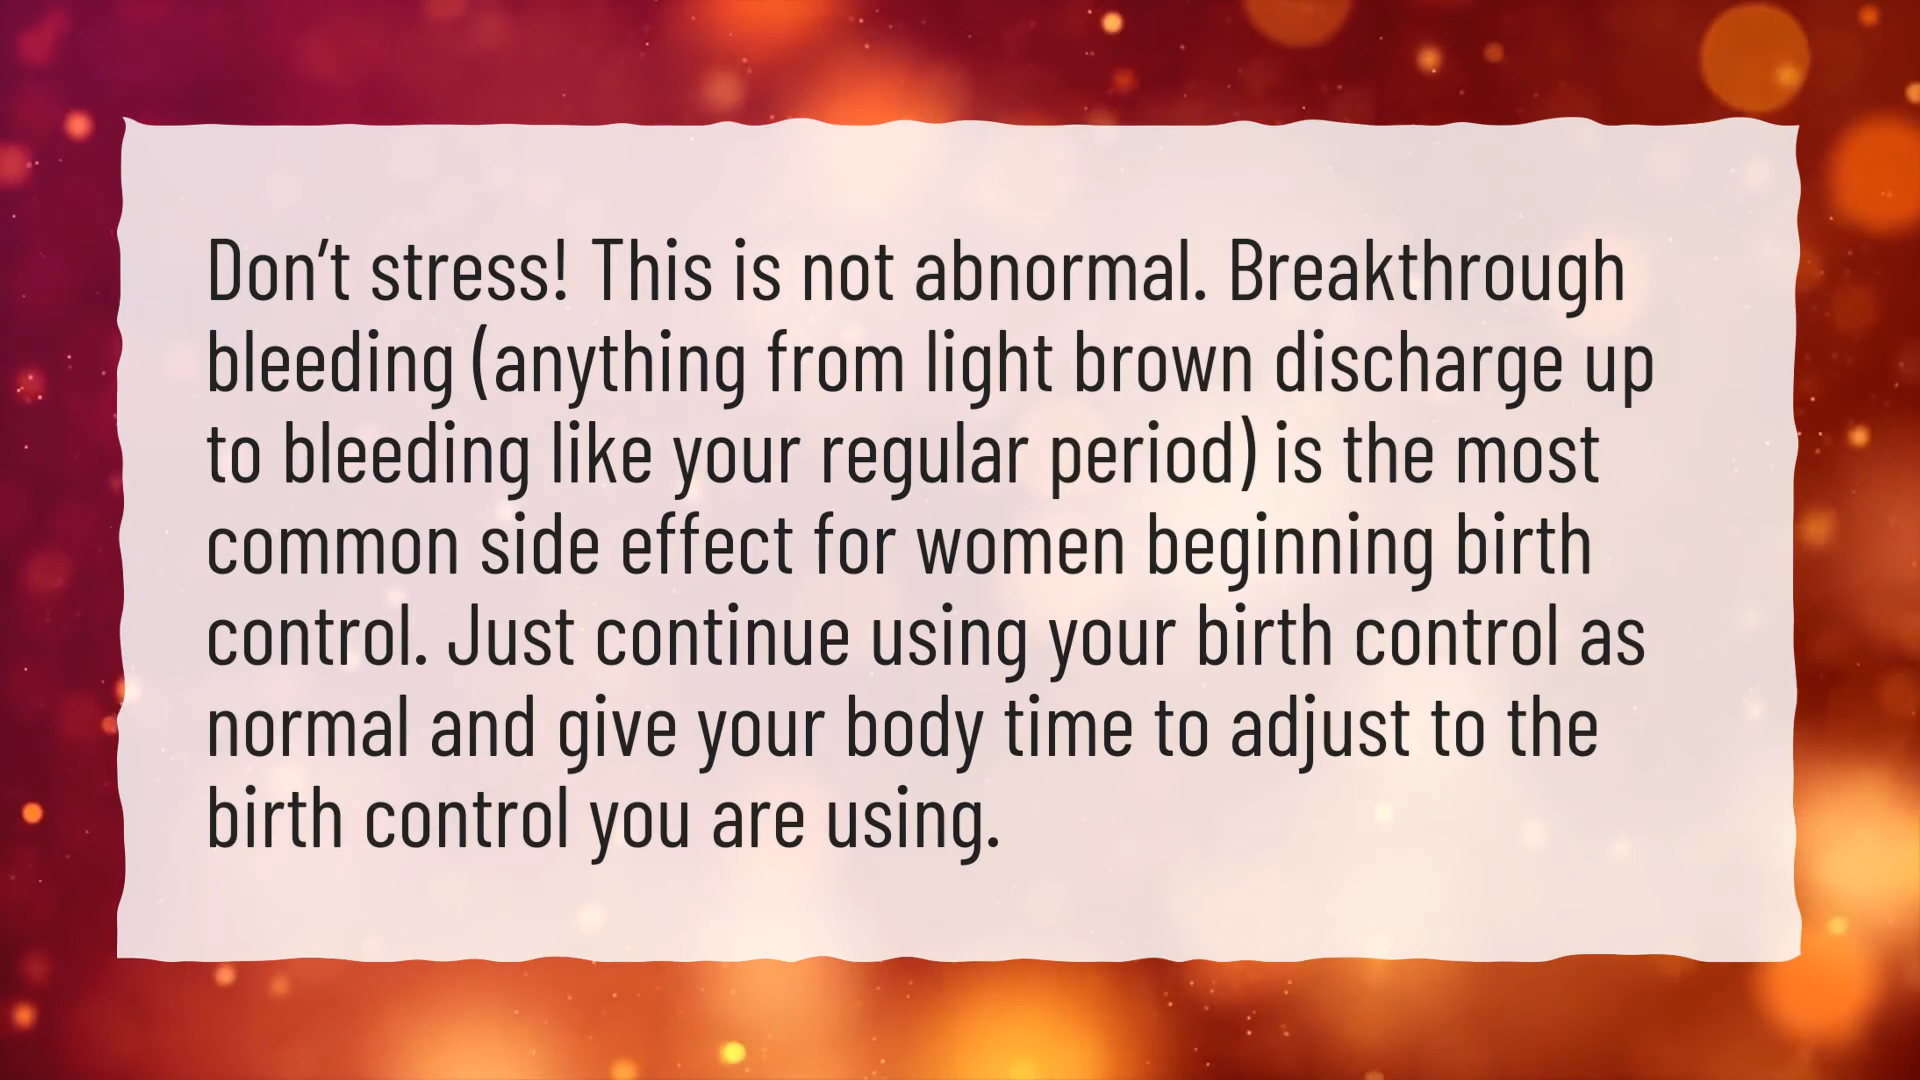 Don’t stress! This is not abnormal. Breakthrough
bleeding (anything from light brown discharge up
to bleeding like your regular period) is the most
common side effect for women beginning birth
control. Just continue using your birth control as
normal and give your body time to adjust to the
birth control you are using.